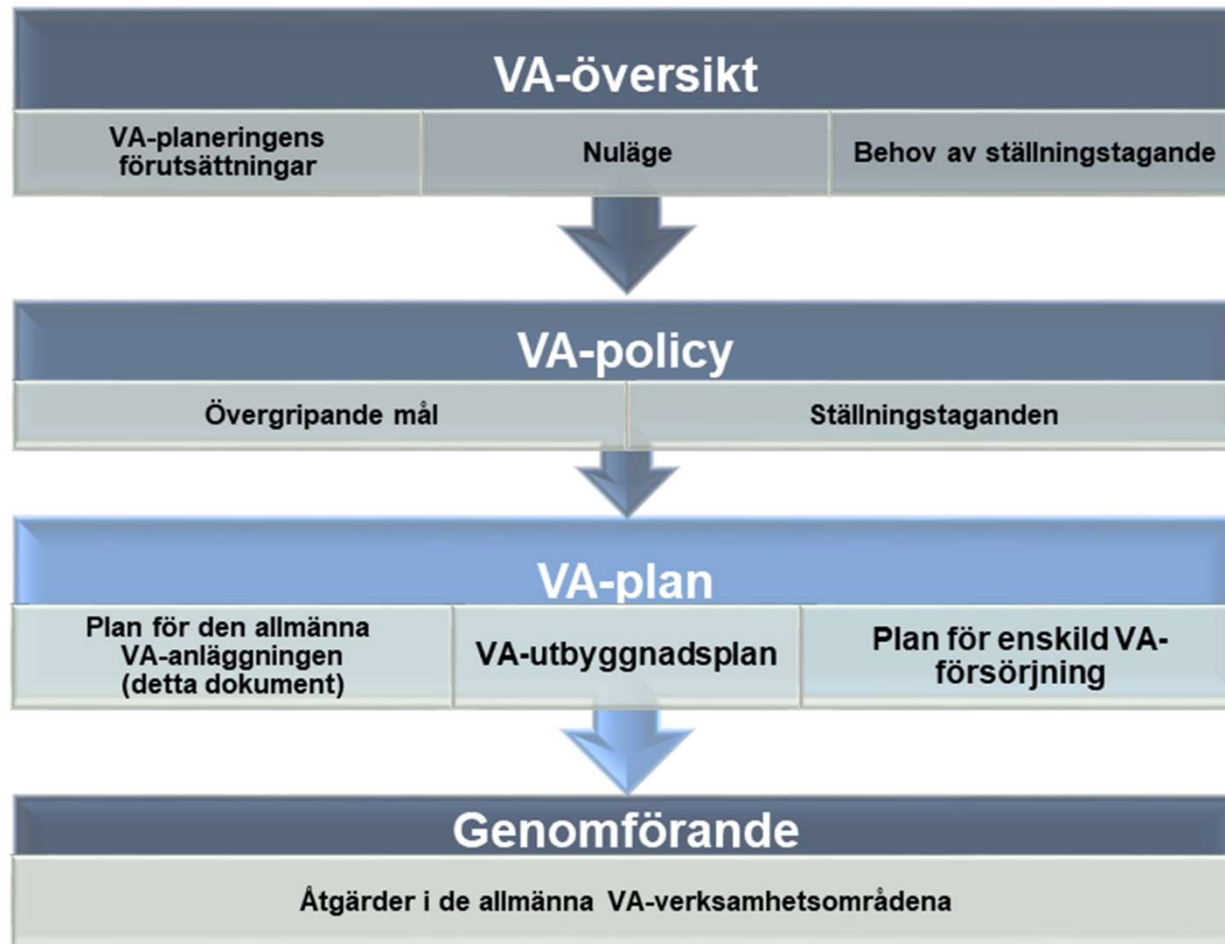 VA-översikt
VA-planeringens
förutsättningar
Nuläge
Behov av ställningstagande
VA-policy
Övergripande mål
Ställningstaganden
VA-plan
Plan för den allmänna
VA-anläggningen
(detta dokument)
VA-utbyggnadsplan
Plan för enskild VA-
försörjning
Genomförande
Åtgärder i de allmänna VA-verksamhetsområdena